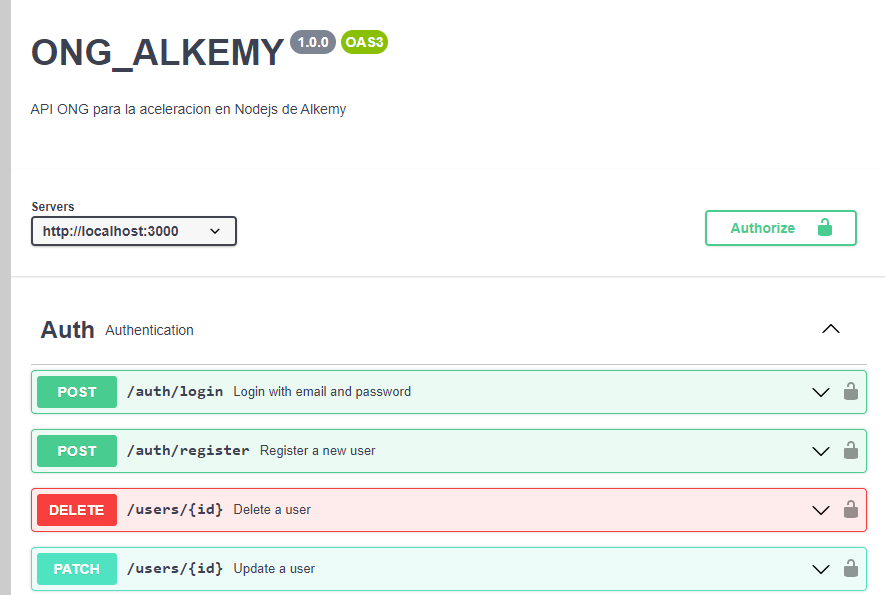 ONG_ALKEMY 1.0.0 OAS3
API ONG para la aceleracion en Nodejs de Alkemy
Servers
http://localhost:3000
Authorize
Auth Authentication
POST /auth/login Login with email and password
POST /auth/register Register a new user
DELETE /users/{id} Delete a user
PATCH /users/{id} Update a user